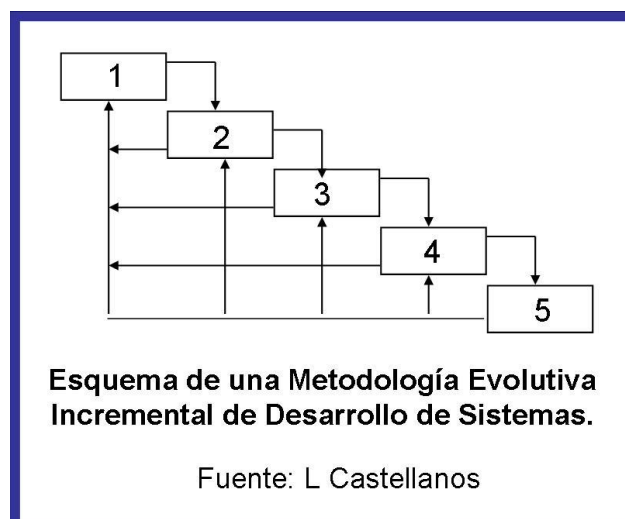 1
2
3
4
5
Esquema de una Metodología Evolutiva
Incremental de Desarrollo de Sistemas.
Fuente: L Castellanos